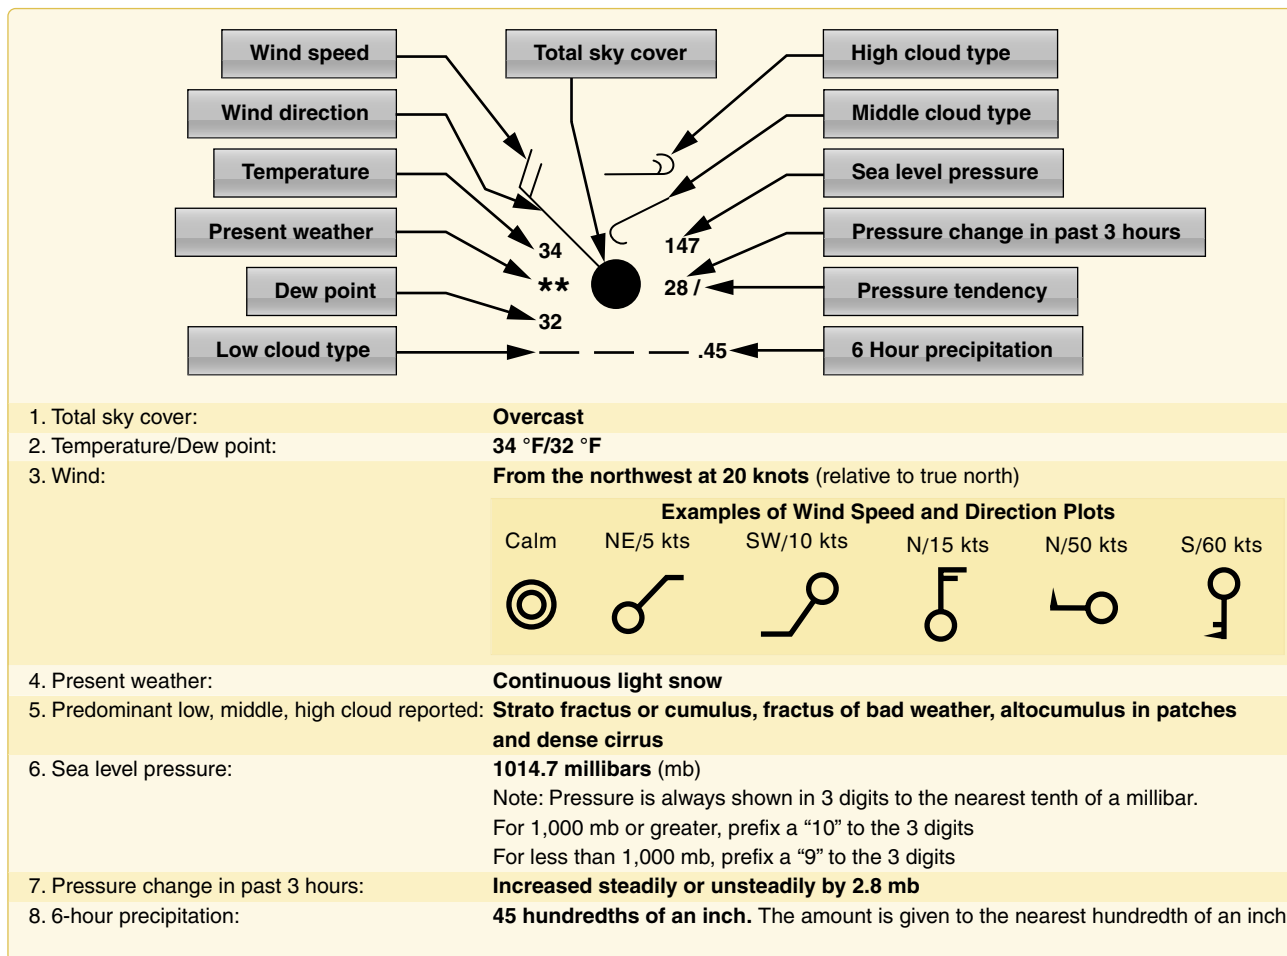 Wind speed
Total sky cover
High cloud type
Wind direction
Middle cloud type
Temperature
Sea level pressure
Present weather
34
147
Pressure change in past 3 hours
Dew point
**
28 /
Pressure tendency
32
Low cloud type
.45
6 Hour precipitation
1. Total sky cover: Overcast
2. Temperature/Dew point: 34 °F/32 °F
3. Wind: From the northwest at 20 knots (relative to true north)
Examples of Wind Speed and Direction Plots
Calm NE/5 kts SW/10 kts N/15 kts N/50 kts S/60 kts
4. Present weather: Continuous light snow
5. Predominant low, middle, high cloud reported: Strato fractus or cumulus, fractus of bad weather, altocumulus in patches
and dense cirrus
6. Sea level pressure: 1014.7 millibars (mb)
Note: Pressure is always shown in 3 digits to the nearest tenth of a millibar.
For 1,000 mb or greater, prefix a “10” to the 3 digits
For less than 1,000 mb, prefix a “9” to the 3 digits
7. Pressure change in past 3 hours: Increased steadily or unsteadily by 2.8 mb
8. 6-hour precipitation: 45 hundredths of an inch. The amount is given to the nearest hundredth of an inch